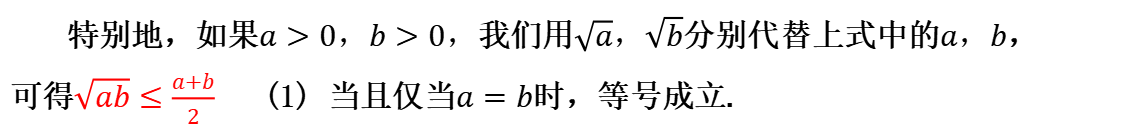 特别地，如果a > 0，b > 0，我们用√a，√b分别代替上式中的a，b，
可得√ab ≤ a+b/2 (1) 当且仅当a = b时，等号成立.